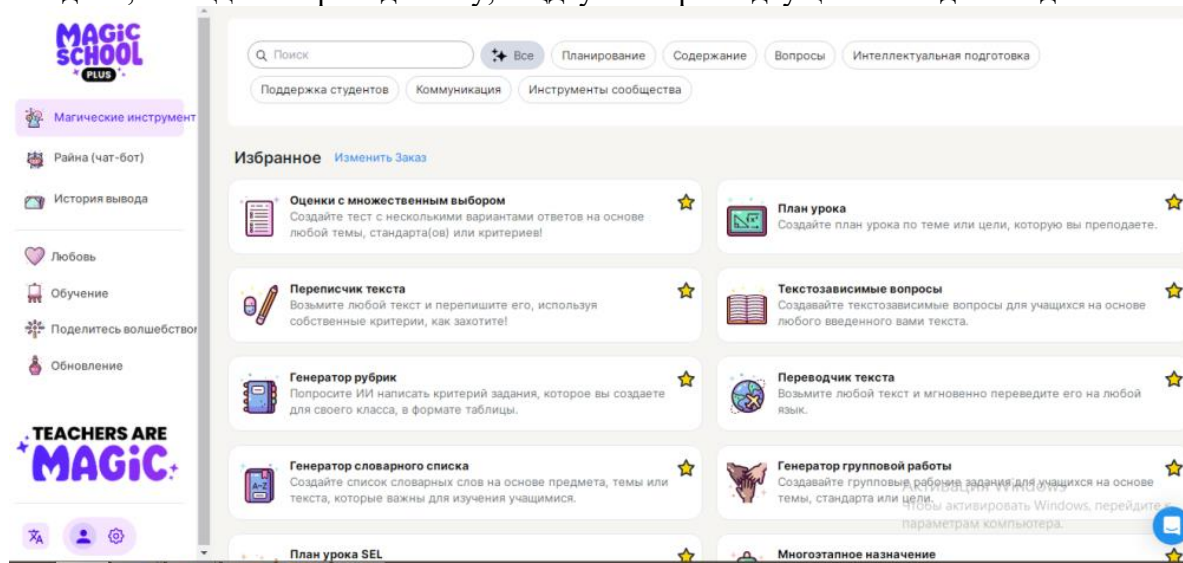 MAGiC
SCHOOL
PLUS
Магические инструмент
Райна (чат-бот)
История вывода
Любовь
Обучение
Поделитесь волшебством
Обновление
TEACHERS ARE
MAGiC
Поиск
Все
Планирование
Содержание
Вопросы
Интеллектуальная подготовка
Поддержка студентов
Коммуникация
Инструменты сообщества
Избранное Изменить Заказ
Оценки с множественным выбором
Создайте тест с несколькими вариантами ответов на основе
любой темы, стандарта(ов) или критериев!
План урока
Создайте план урока по теме или цели, которую вы преподаете.
Переписчик текста
Возьмите любой текст и перепишите его, используя
собственные критерии, как захотите!
Текстозависимые вопросы
Создавайте текстозависимые вопросы для учащихся на основе
любого введенного вами текста.
Генератор рубрик
Попросите ИИ написать критерий задания, которое вы создаете
для своего класса, в формате таблицы.
Переводчик текста
Возьмите любой текст и мгновенно переведите его на любой
язык.
Генератор словарного списка
Создайте список словарных слов на основе предмета, темы или
текста, которые важны для изучения учащимися.
A-Z
Генератор групповой работы
Создавайте групповые рабочие задания для учащихся на основе
темы, стандарта или цели.
Активация Windows
Чтобы активировать Windows, перейдите к
параметрам компьютера.
План урока SEL
Многоэтапное назначение